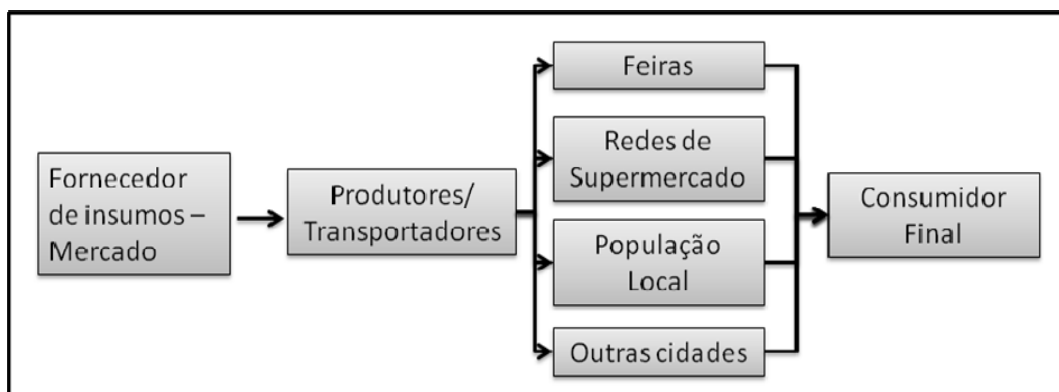 Fornecedor
de insumos –
Mercado
Produtores/
Transportadores
Feiras
Redes de
Supermercado
População
Local
Outras cidades
Consumidor
Final